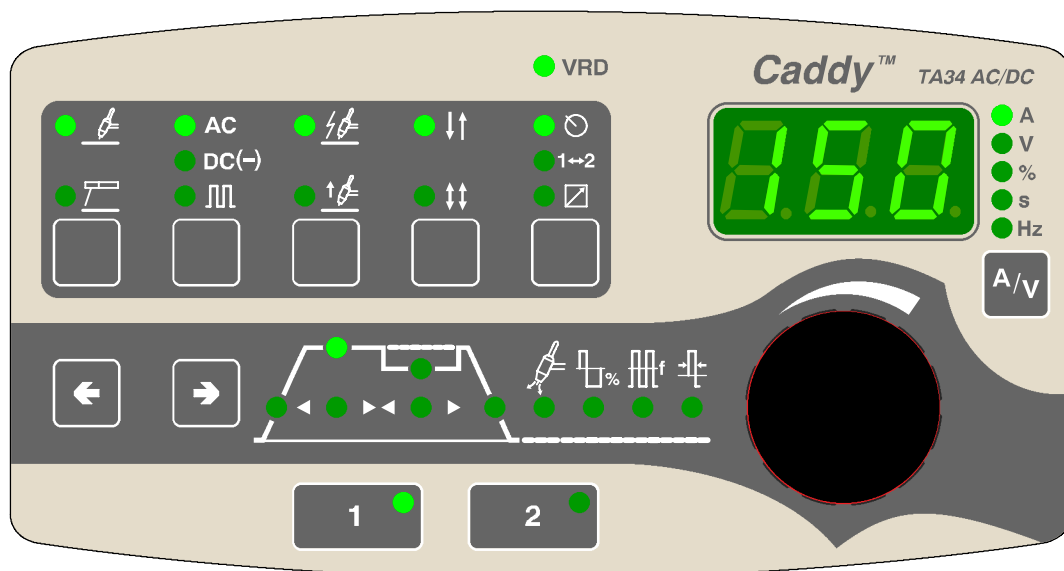 VRD
Caddy™ TA34 AC/DC
AC
DC(−)
1↔2
150
A
V
%
s
Hz
A/V
%
f
1
2